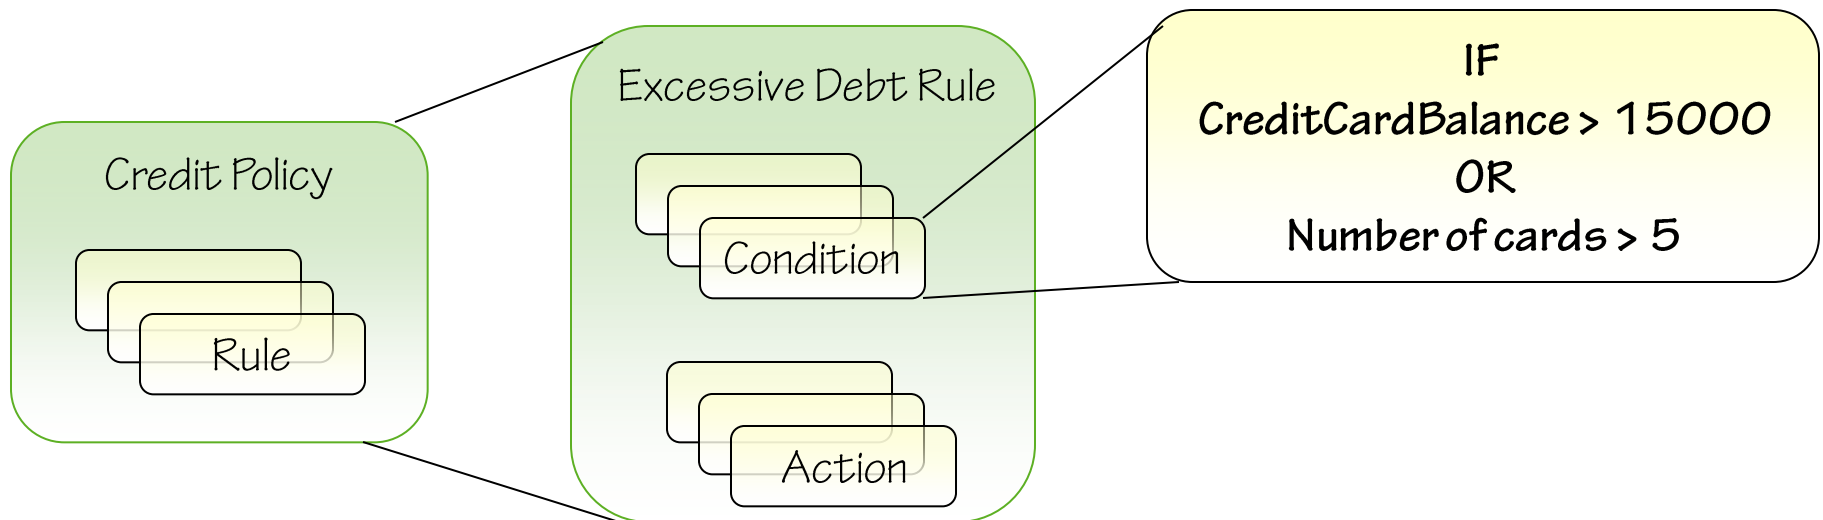 Credit Policy
Rule
Excessive Debt Rule
Condition
Action
IF
CreditCardBalance > 15000
OR
Number of cards > 5